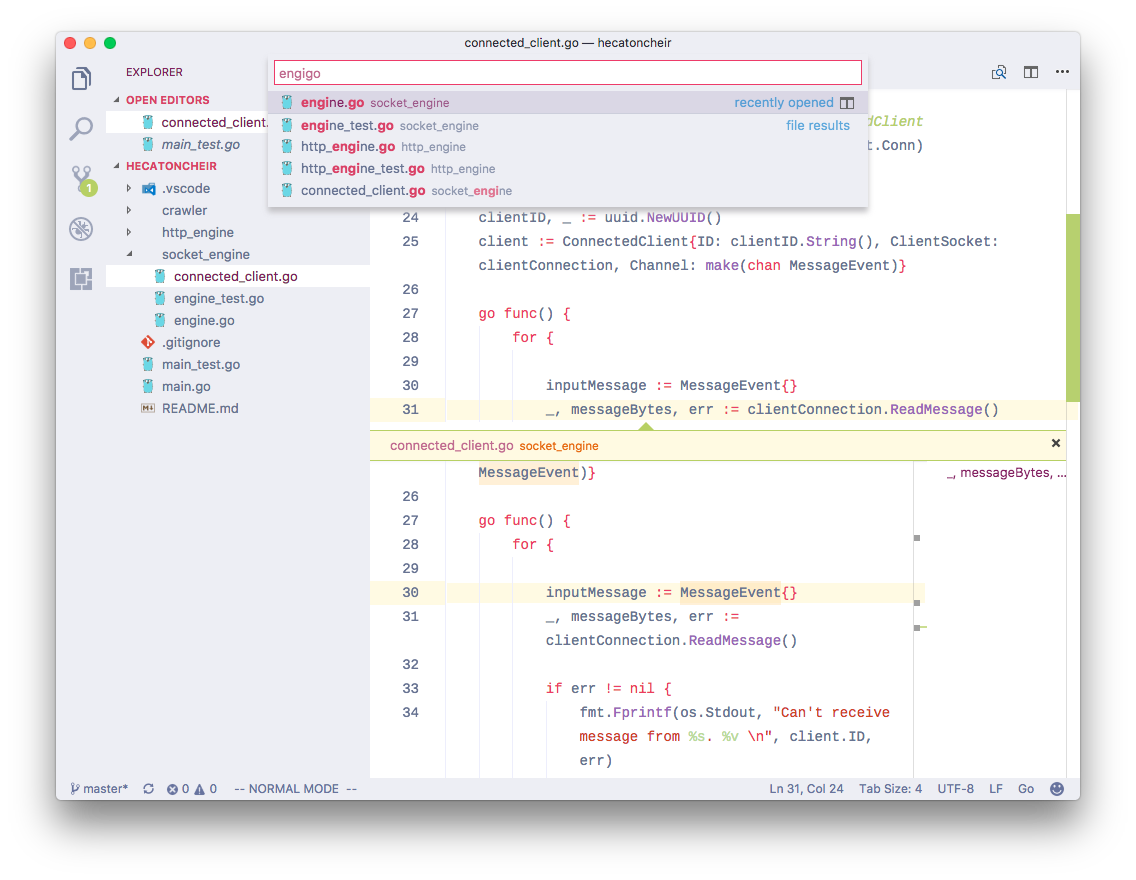 connected_client.go — hecatoncheir
EXPLORER
OPEN EDITORS
connected_client.
main_test.go
HECATONCHEIR
.vscode
crawler
http_engine
socket_engine
connected_client.go
engine_test.go
engine.go
.gitignore
main_test.go
main.go
README.md
1
engigo
engine.go socket_engine recently opened
engine_test.go socket_engine file results
http_engine.go http_engine
http_engine_test.go http_engine
connected_client.go socket_engine
dClient
t.Conn)
24 clientID, _ := uuid.NewUUID()
25 client := ConnectedClient{ID: clientID.String(), ClientSocket:
clientConnection, Channel: make(chan MessageEvent)}
26
27 go func() {
28 for {
29
30 inputMessage := MessageEvent{}
31 _, messageBytes, err := clientConnection.ReadMessage()
connected_client.go socket_engine ×
MessageEvent)} _, messageBytes, ...
26
27 go func() {
28 for {
29
30 inputMessage := MessageEvent{}
31 _, messageBytes, err :=
clientConnection.ReadMessage()
32
33 if err != nil {
34 fmt.Fprintf(os.Stdout, "Can't receive
message from %s. %v \n", client.ID,
err)
master* 0 0 -- NORMAL MODE -- Ln 31, Col 24 Tab Size: 4 UTF-8 LF Go